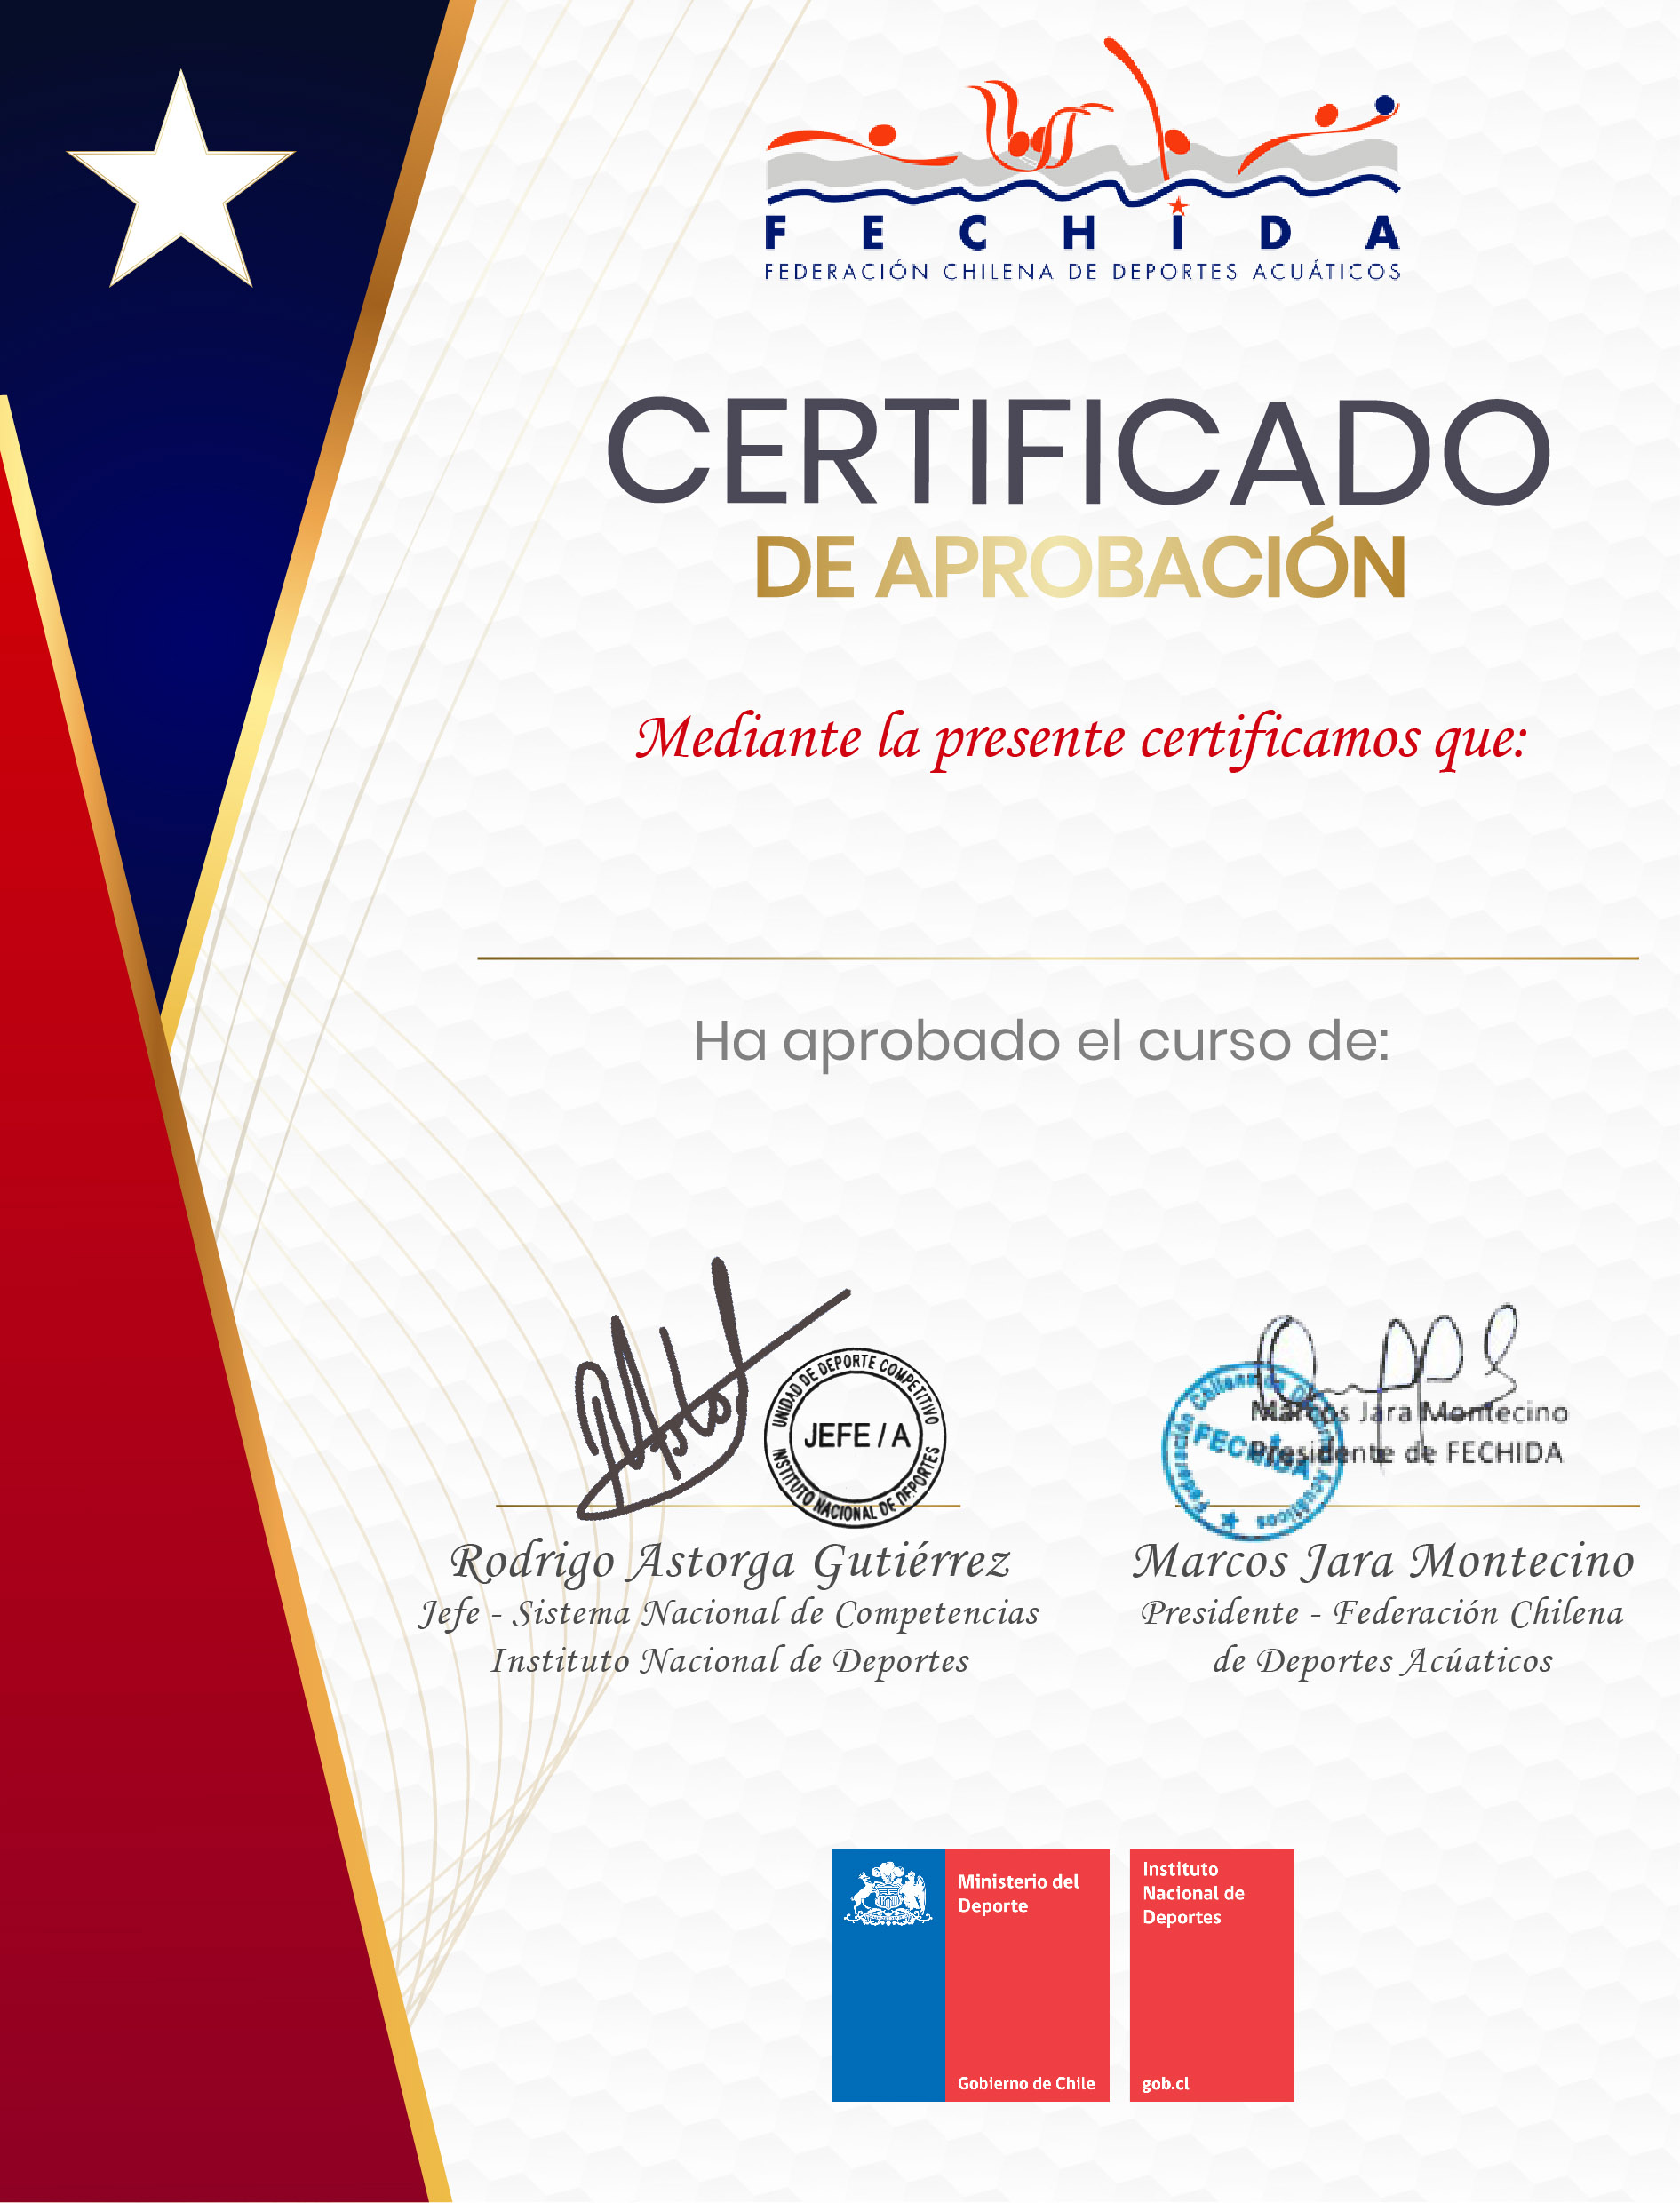 FECHIDA
FEDERACIÓN CHILENA DE DEPORTES ACUÁTICOS
CERTIFICADO
DE APROBACIÓN
Mediante la presente certificamos que:
Ha aprobado el curso de:
UNIDAD DE DEPORTE COMPETITIVO
JEFE / A
INSTITUTO NACIONAL DE DEPORTES
Federación Chilena de Deportes Acuáticos
FECHIDA
Marcos Jara Montecino
Presidente de FECHIDA
Rodrigo Astorga Gutiérrez
Jefe - Sistema Nacional de Competencias
Instituto Nacional de Deportes
Marcos Jara Montecino
Presidente - Federación Chilena
de Deportes Acúaticos
Ministerio del
Deporte
Gobierno de Chile
Instituto
Nacional de
Deportes
gob.cl